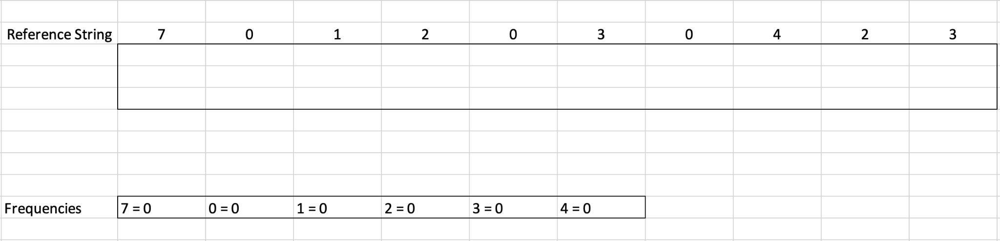 Reference String 7 0 1 2 0 3 0 4 2 3
Frequencies 7 = 0 0 = 0 1 = 0 2 = 0 3 = 0 4 = 0